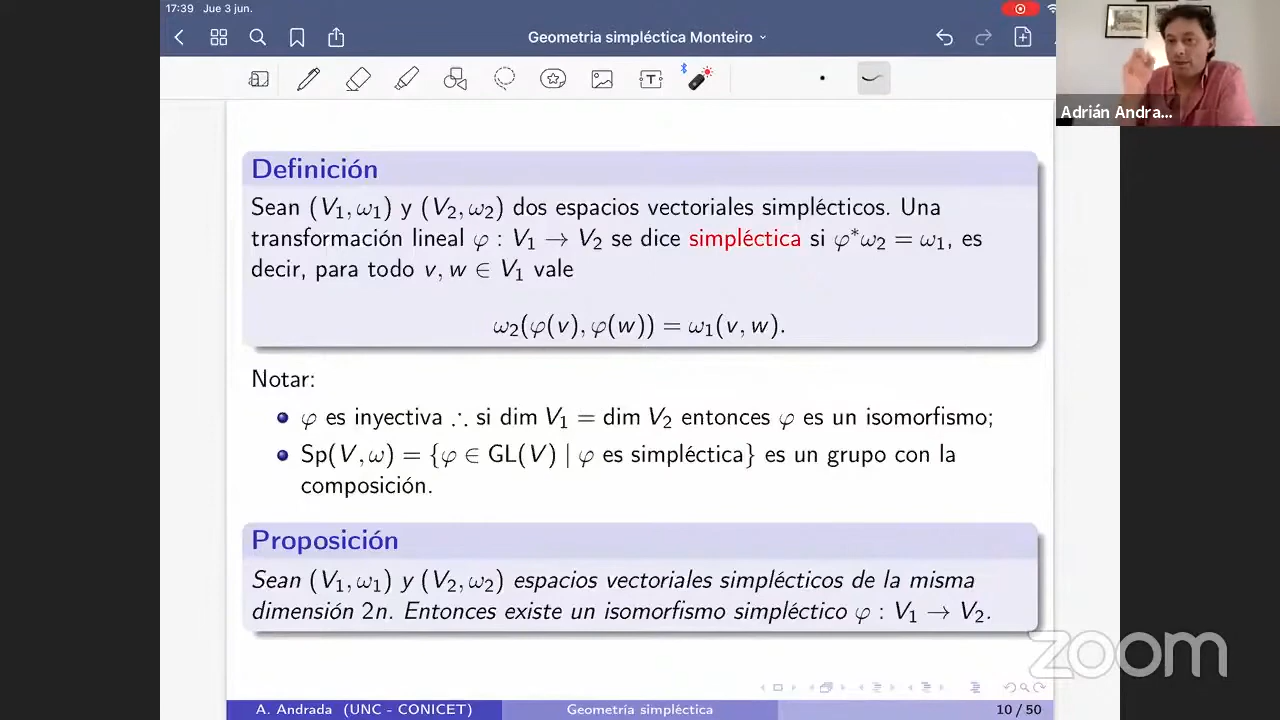 17:39 Jue 3 jun.
Geometria simpléctica Monteiro
Adrián Andra...
Definición
Sean (V₁, ω₁) y (V₂, ω₂) dos espacios vectoriales simplécticos. Una
transformación lineal φ : V₁ → V₂ se dice simpléctica si φ*ω₂ = ω₁, es
decir, para todo v, w ∈ V₁ vale
ω₂(φ(v), φ(w)) = ω₁(v, w).
Notar:
φ es inyectiva ∴ si dim V₁ = dim V₂ entonces φ es un isomorfismo;
Sp(V, ω) = {φ ∈ GL(V) | φ es simpléctica} es un grupo con la
composición.
Proposición
Sean (V₁, ω₁) y (V₂, ω₂) espacios vectoriales simplécticos de la misma
dimensión 2n. Entonces existe un isomorfismo simpléctico φ : V₁ → V₂.
zoom
A. Andrada (UNC - CONICET)
Geometría simpléctica
10 / 50